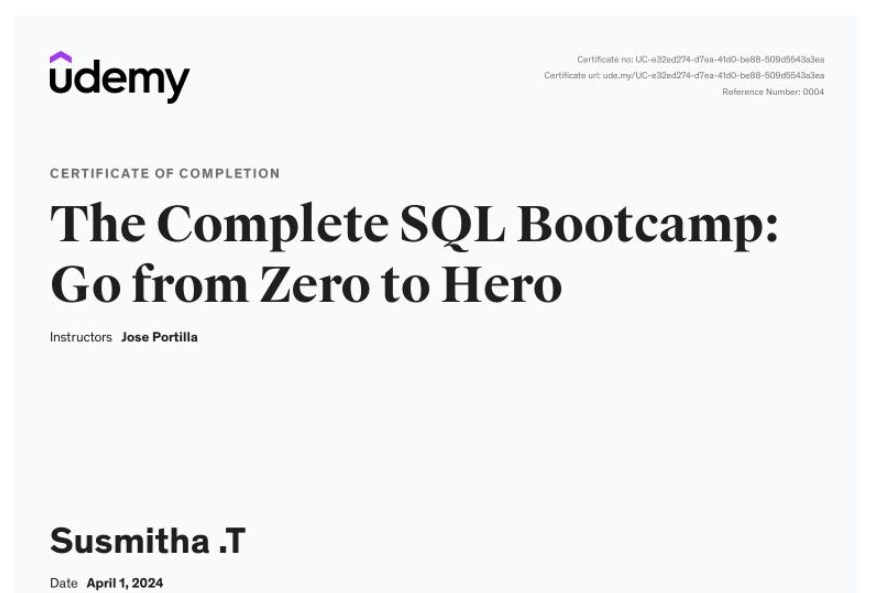 udemy
Certificate no: UC-e32ed274-d7ea-41d0-be88-509d5543a3ea
Certificate url: ude.my/UC-e32ed274-d7ea-41d0-be88-509d5543a3ea
Reference Number: 0004
CERTIFICATE OF COMPLETION
The Complete SQL Bootcamp:
Go from Zero to Hero
Instructors Jose Portilla
Susmitha .T
Date April 1, 2024